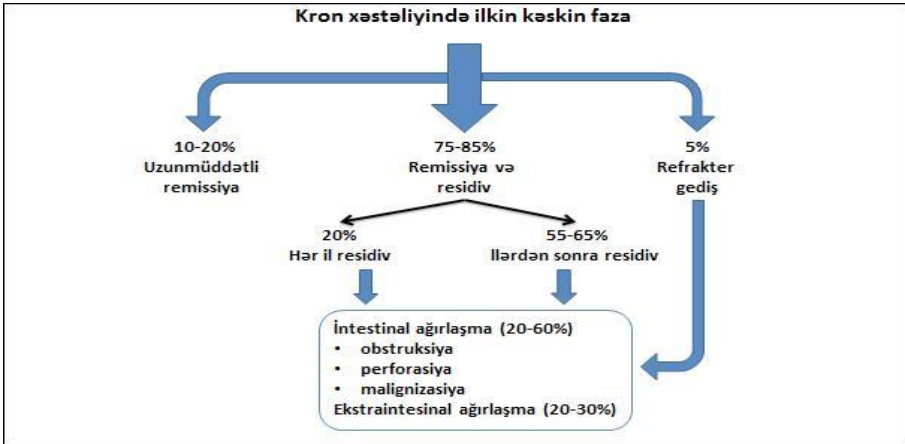 Kron xəstəliyində ilkin kəskin faza
10-20%
Uzunmüddətli
remissiya
75-85%
Remissiya və
residiv
5%
Refrakter
gediş
20%
Hər il residiv
55-65%
İlərdən sonra residiv
İntestinal ağırlaşma (20-60%)
• obstruksiya
• perforasiya
• malignizasiya
Ekstraintesinal ağırlaşma (20-30%)